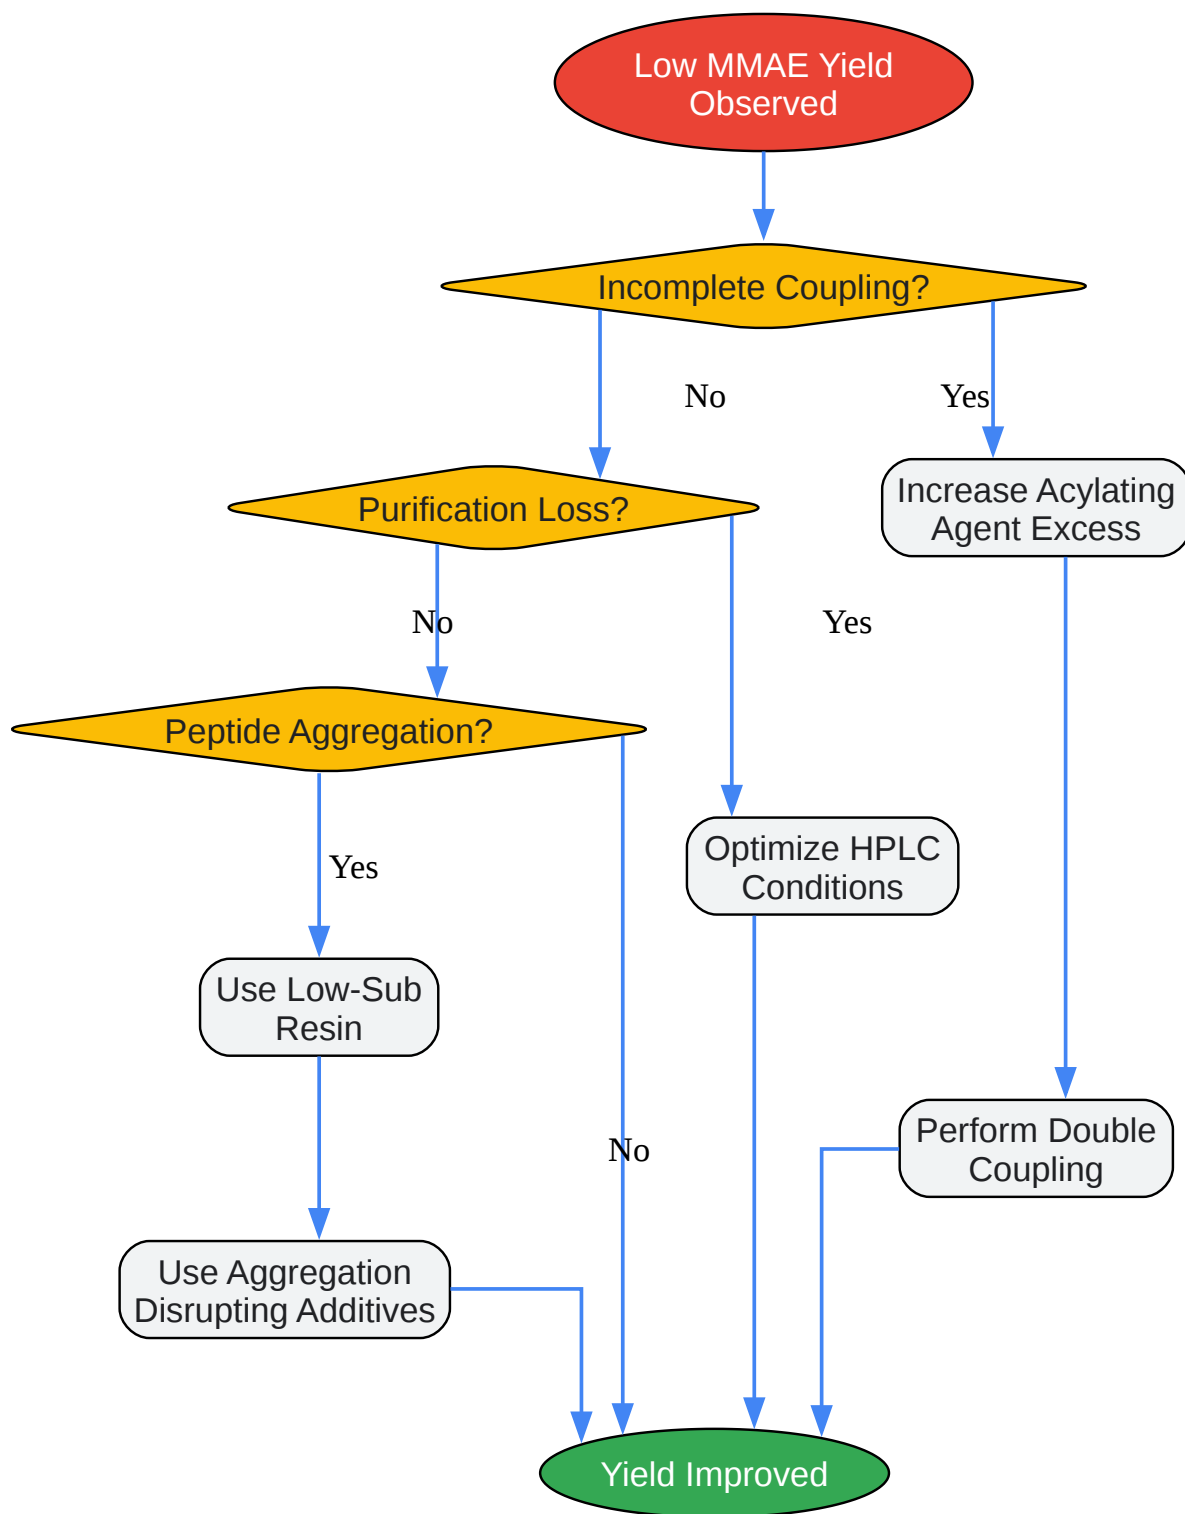 Low MMAE Yield
Observed
Incomplete Coupling?
No
Yes
Purification Loss?
Increase Acylating
Agent Excess
No
Yes
Peptide Aggregation?
Optimize HPLC
Conditions
Yes
Use Low-Sub
Resin
No
Perform Double
Coupling
Use Aggregation
Disrupting Additives
Yield Improved